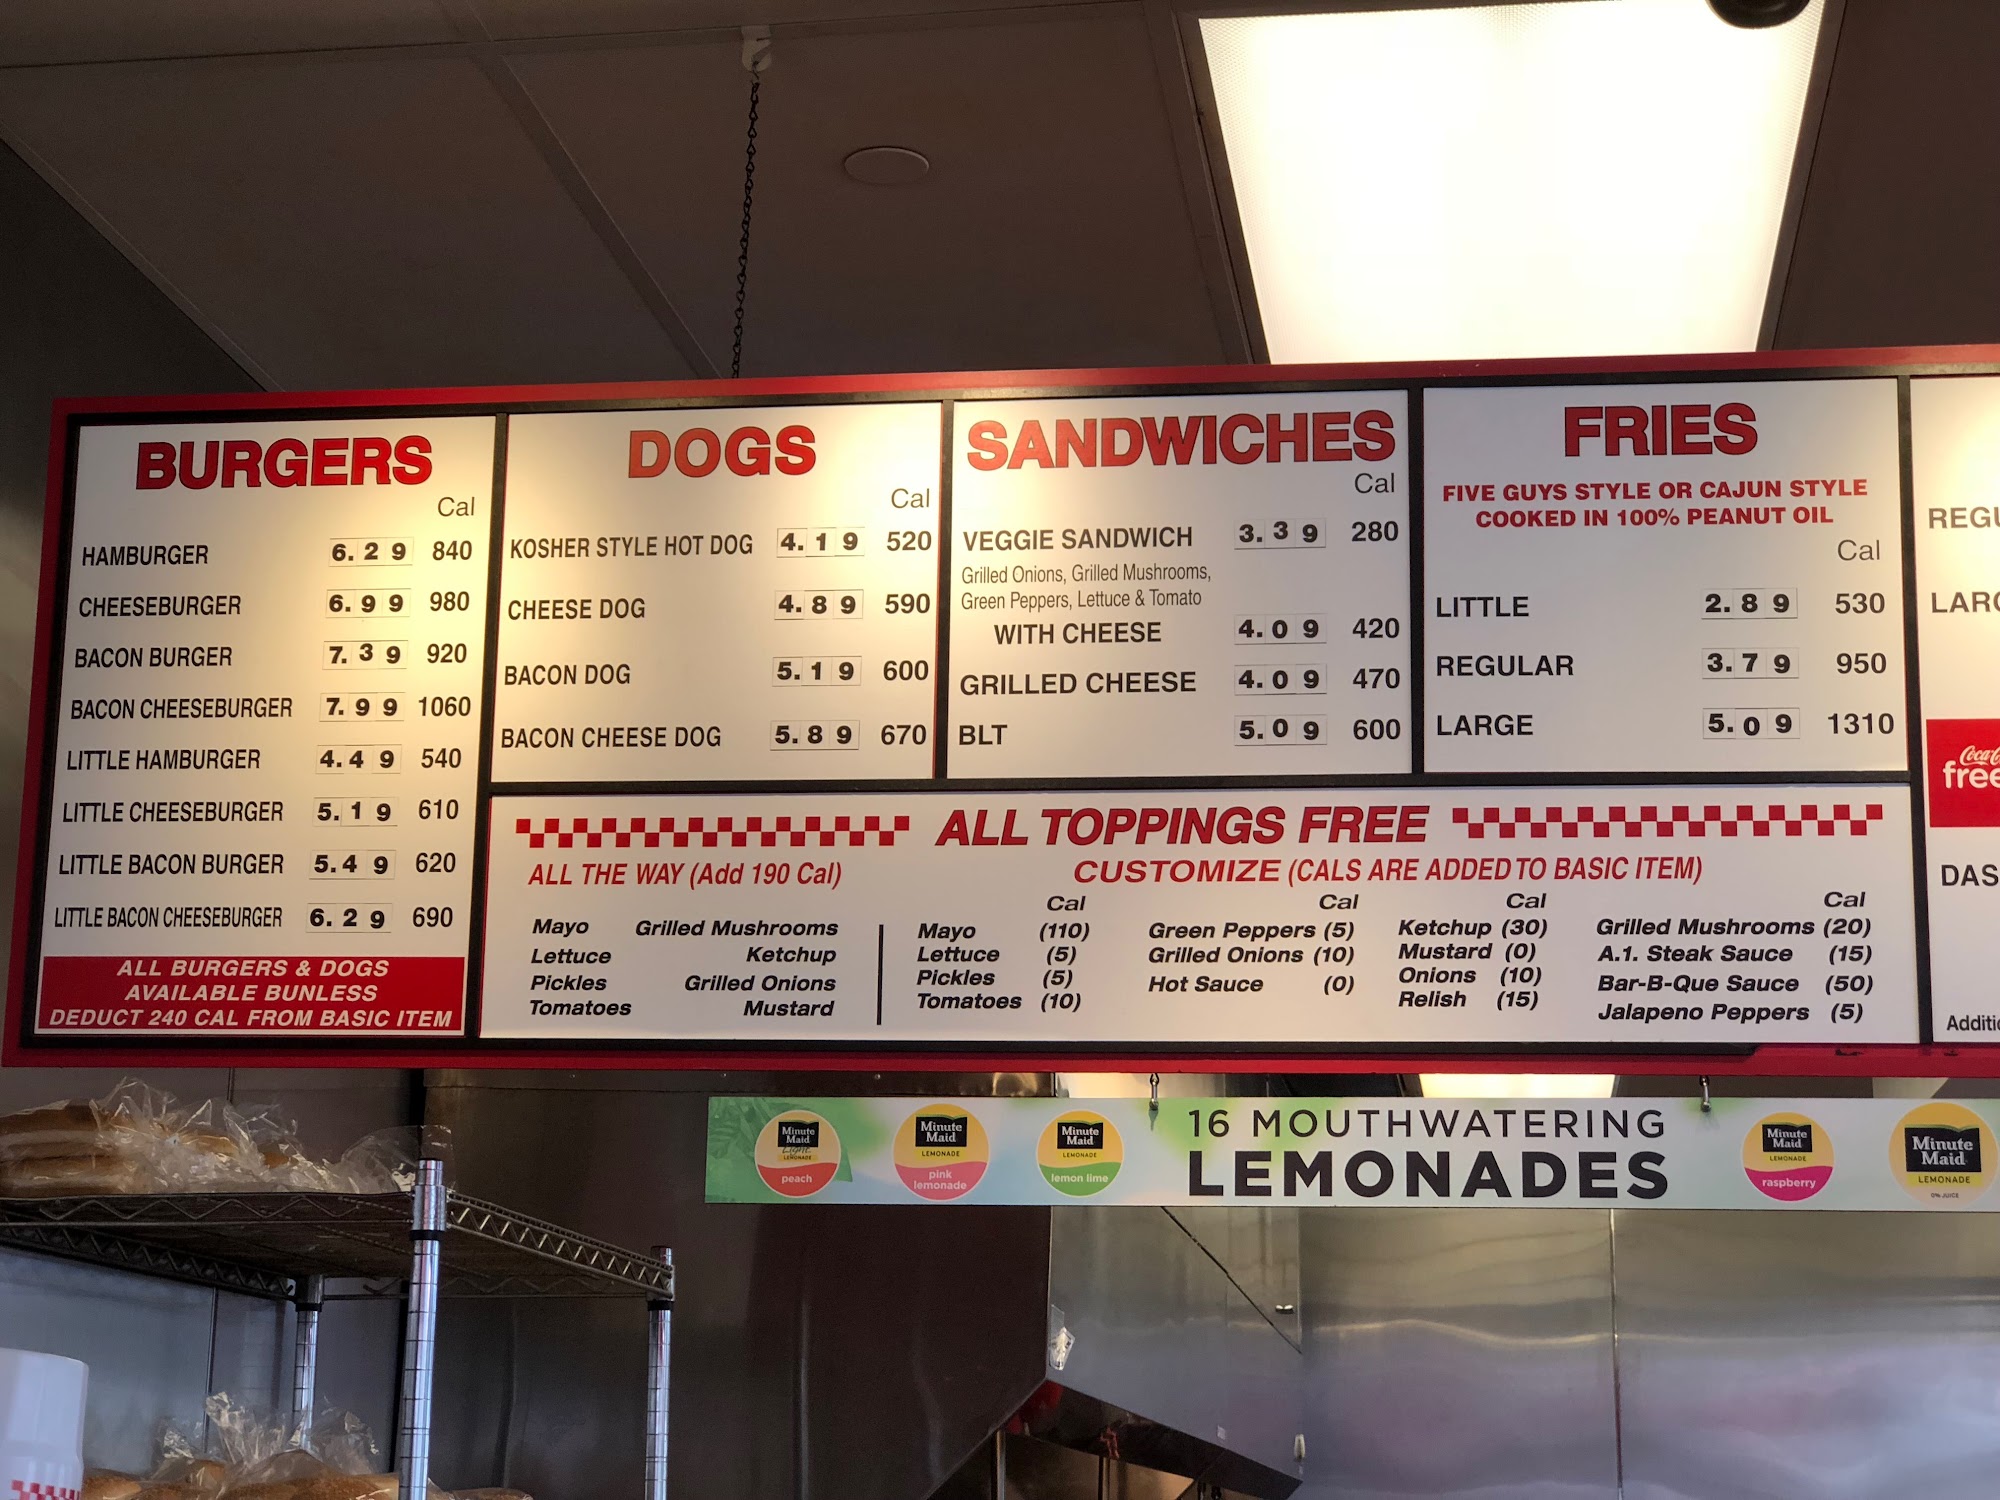 BURGERS
Cal
HAMBURGER 6.29 840
CHEESEBURGER 6.99 980
BACON BURGER 7.39 920
BACON CHEESEBURGER 7.99 1060
LITTLE HAMBURGER 4.49 540
LITTLE CHEESEBURGER 5.19 610
LITTLE BACON BURGER 5.49 620
LITTLE BACON CHEESEBURGER 6.29 690
ALL BURGERS & DOGS
AVAILABLE BUNLESS
DEDUCT 240 CAL FROM BASIC ITEM
DOGS
Cal
KOSHER STYLE HOT DOG 4.19 520
CHEESE DOG 4.89 590
BACON DOG 5.19 600
BACON CHEESE DOG 5.89 670
SANDWICHES
Cal
VEGGIE SANDWICH 3.39 280
Grilled Onions, Grilled Mushrooms,
Green Peppers, Lettuce & Tomato
WITH CHEESE 4.09 420
GRILLED CHEESE 4.09 470
BLT 5.09 600
FRIES
FIVE GUYS STYLE OR CAJUN STYLE
COOKED IN 100% PEANUT OIL
Cal
LITTLE 2.89 530
REGULAR 3.79 950
LARGE 5.09 1310
ALL TOPPINGS FREE
ALL THE WAY (Add 190 Cal)
Mayo Grilled Mushrooms
Lettuce Ketchup
Pickles Grilled Onions
Tomatoes Mustard
CUSTOMIZE (CALS ARE ADDED TO BASIC ITEM)
Cal
Mayo (110)
Lettuce (5)
Pickles (5)
Tomatoes (10)
Cal
Green Peppers (5)
Grilled Onions (10)
Hot Sauce (0)
Cal
Ketchup (30)
Mustard (0)
Onions (10)
Relish (15)
Cal
Grilled Mushrooms (20)
A.1. Steak Sauce (15)
Bar-B-Que Sauce (50)
Jalapeno Peppers (5)
REGU
LARG
Coca-C
free
DAS
Additio
Minute
Maid
Light
LEMONADE
peach
Minute
Maid
LEMONADE
pink
lemonade
Minute
Maid
LEMONADE
lemon lime
16 MOUTHWATERING
LEMONADES
Minute
Maid
LEMONADE
raspberry
Minute
Maid
LEMONADE
0% JUICE